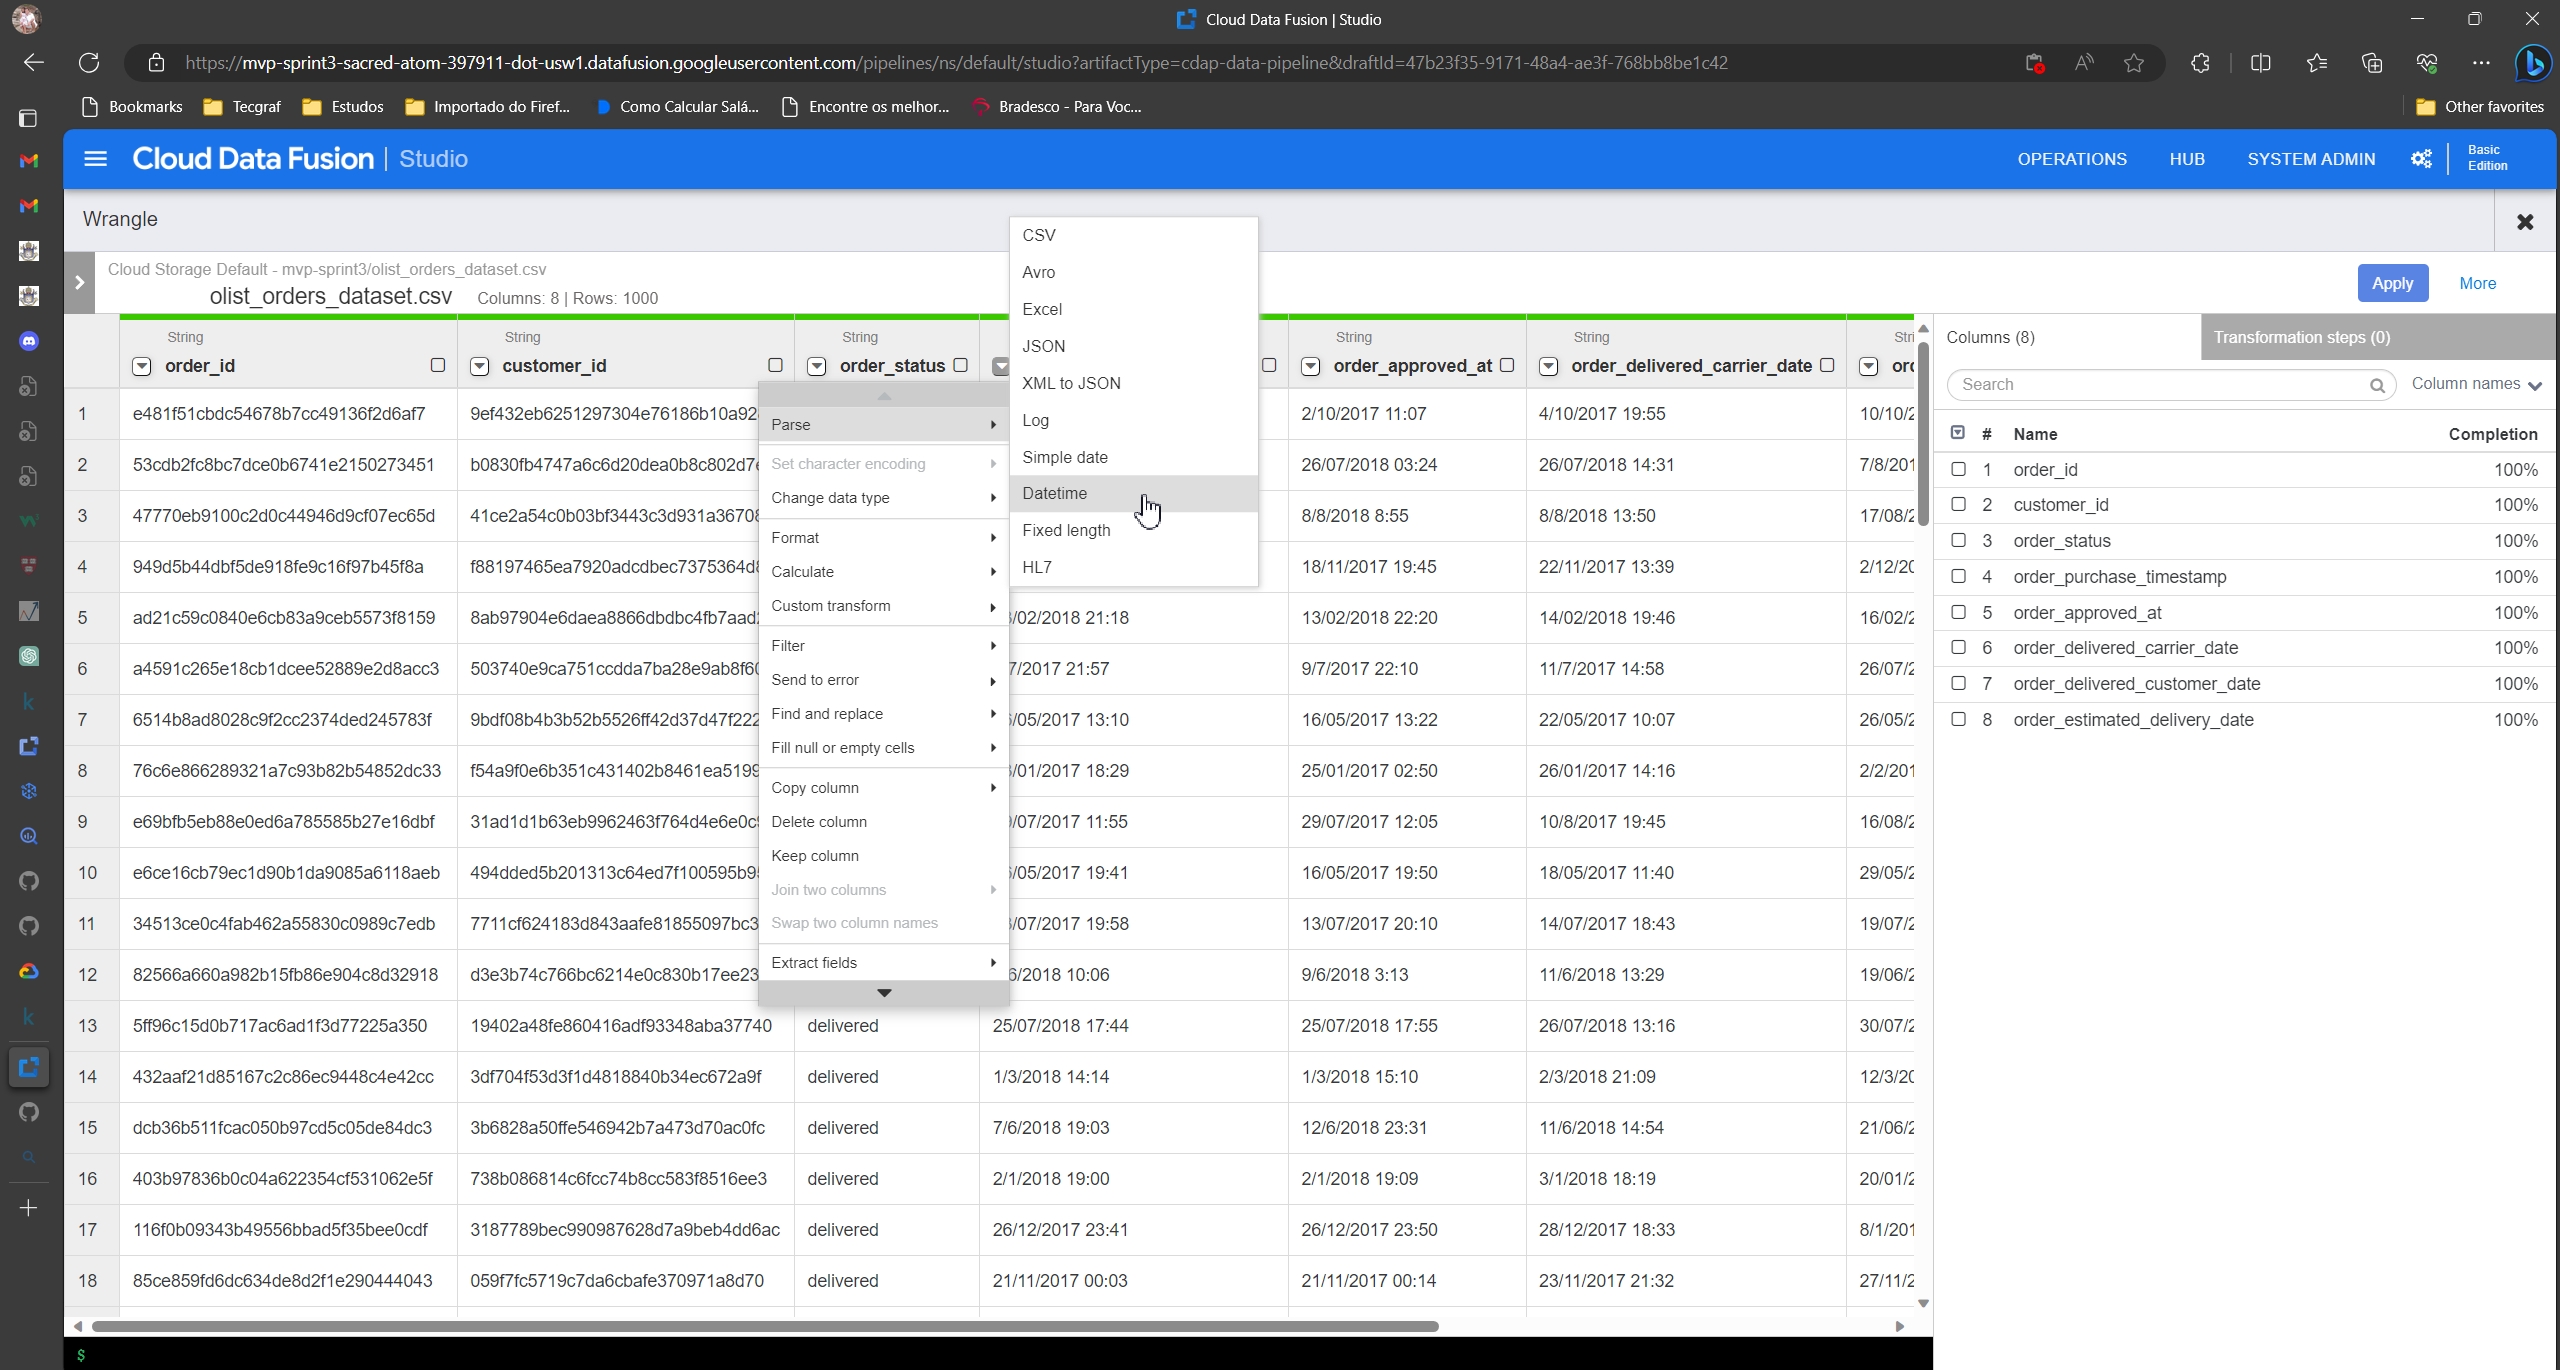 Cloud Data Fusion | Studio
https://mvp-sprint3-sacred-atom-397911-dot-usw1.datafusion.googleusercontent.com/pipelines/ns/default/studio?artifactType=cdap-data-pipeline&draftId=47b23f35-9171-48a4-ae3f-768bb8be1c42
Bookmarks Tecgraf Estudos Importado do Firef... Como Calcular Salá... Encontre os melhor... Bradesco - Para Voc... Other favorites
Cloud Data Fusion | Studio OPERATIONS HUB SYSTEM ADMIN Basic Edition
Wrangle
Cloud Storage Default - mvp-sprint3/olist_orders_dataset.csv
olist_orders_dataset.csv Columns: 8 | Rows: 1000
Apply More
String String String String String
order_id customer_id order_status order_approved_at order_delivered_carrier_date
1 e481f51cbdc54678b7cc49136f2d6af7 9ef432eb6251297304e76186b10a92 2/10/2017 11:07 4/10/2017 19:55 10/10/2
2 53cdb2fc8bc7dce0b6741e2150273451 b0830fb4747a6c6d20dea0b8c802d7 26/07/2018 03:24 26/07/2018 14:31 7/8/201
3 47770eb9100c2d0c44946d9cf07ec65d 41ce2a54c0b03bf3443c3d931a3670 8/8/2018 8:55 8/8/2018 13:50 17/08/2
4 949d5b44dbf5de918fe9c16f97b45f8a f88197465ea7920adcdbec7375364d 18/11/2017 19:45 22/11/2017 13:39 2/12/20
5 ad21c59c0840e6cb83a9ceb5573f8159 8ab97904e6daea8866dbdbc4fb7aad /02/2018 21:18 13/02/2018 22:20 14/02/2018 19:46 16/02/2
6 a4591c265e18cb1dcee52889e2d8acc3 503740e9ca751ccdda7ba28e9ab8f6 7/2017 21:57 9/7/2017 22:10 11/7/2017 14:58 26/07/2
7 6514b8ad8028c9f2cc2374ded245783f 9bdf08b4b3b52b5526ff42d37d47f222 /05/2017 13:10 16/05/2017 13:22 22/05/2017 10:07 26/05/2
8 76c6e866289321a7c93b82b54852dc33 f54a9f0e6b351c431402b8461ea5199 /01/2017 18:29 25/01/2017 02:50 26/01/2017 14:16 2/2/201
9 e69bfb5eb88e0ed6a785585b27e16dbf 31ad1d1b63eb9962463f764d4e6e0c /07/2017 11:55 29/07/2017 12:05 10/8/2017 19:45 16/08/2
10 e6ce16cb79ec1d90b1da9085a6118aeb 494dded5b201313c64ed7f100595b9 /05/2017 19:41 16/05/2017 19:50 18/05/2017 11:40 29/05/2
11 34513ce0c4fab462a55830c0989c7edb 7711cf624183d843aafe81855097bc3 /07/2017 19:58 13/07/2017 20:10 14/07/2017 18:43 19/07/2
12 82566a660a982b15fb86e904c8d32918 d3e3b74c766bc6214e0c830b17ee23 6/2018 10:06 9/6/2018 3:13 11/6/2018 13:29 19/06/2
13 5ff96c15d0b717ac6ad1f3d77225a350 19402a48fe860416adf93348aba37740 delivered 25/07/2018 17:44 25/07/2018 17:55 26/07/2018 13:16 30/07/2
14 432aaf21d85167c2c86ec9448c4e42cc 3df704f53d3f1d4818840b34ec672a9f delivered 1/3/2018 14:14 1/3/2018 15:10 2/3/2018 21:09 12/3/20
15 dcb36b511fcac050b97cd5c05de84dc3 3b6828a50ffe546942b7a473d70ac0fc delivered 7/6/2018 19:03 12/6/2018 23:31 11/6/2018 14:54 21/06/2
16 403b97836b0c04a622354cf531062e5f 738b086814c6fcc74b8cc583f8516ee3 delivered 2/1/2018 19:00 2/1/2018 19:09 3/1/2018 18:19 20/01/2
17 116f0b09343b49556bbad5f35bee0cdf 3187789bec990987628d7a9beb4dd6ac delivered 26/12/2017 23:41 26/12/2017 23:50 28/12/2017 18:33 8/1/201
18 85ce859fd6dc634de8d2f1e290444043 059f7fc5719c7da6cbafe370971a8d70 delivered 21/11/2017 00:03 21/11/2017 00:14 23/11/2017 21:32 27/11/2
Parse
Set character encoding
Change data type
Format
Calculate
Custom transform
Filter
Send to error
Find and replace
Fill null or empty cells
Copy column
Delete column
Keep column
Join two columns
Swap two column names
Extract fields
CSV
Avro
Excel
JSON
XML to JSON
Log
Simple date
Datetime
Fixed length
HL7
Columns (8) Transformation steps (0)
Search Column names
# Name Completion
1 order_id 100%
2 customer_id 100%
3 order_status 100%
4 order_purchase_timestamp 100%
5 order_approved_at 100%
6 order_delivered_carrier_date 100%
7 order_delivered_customer_date 100%
8 order_estimated_delivery_date 100%
$